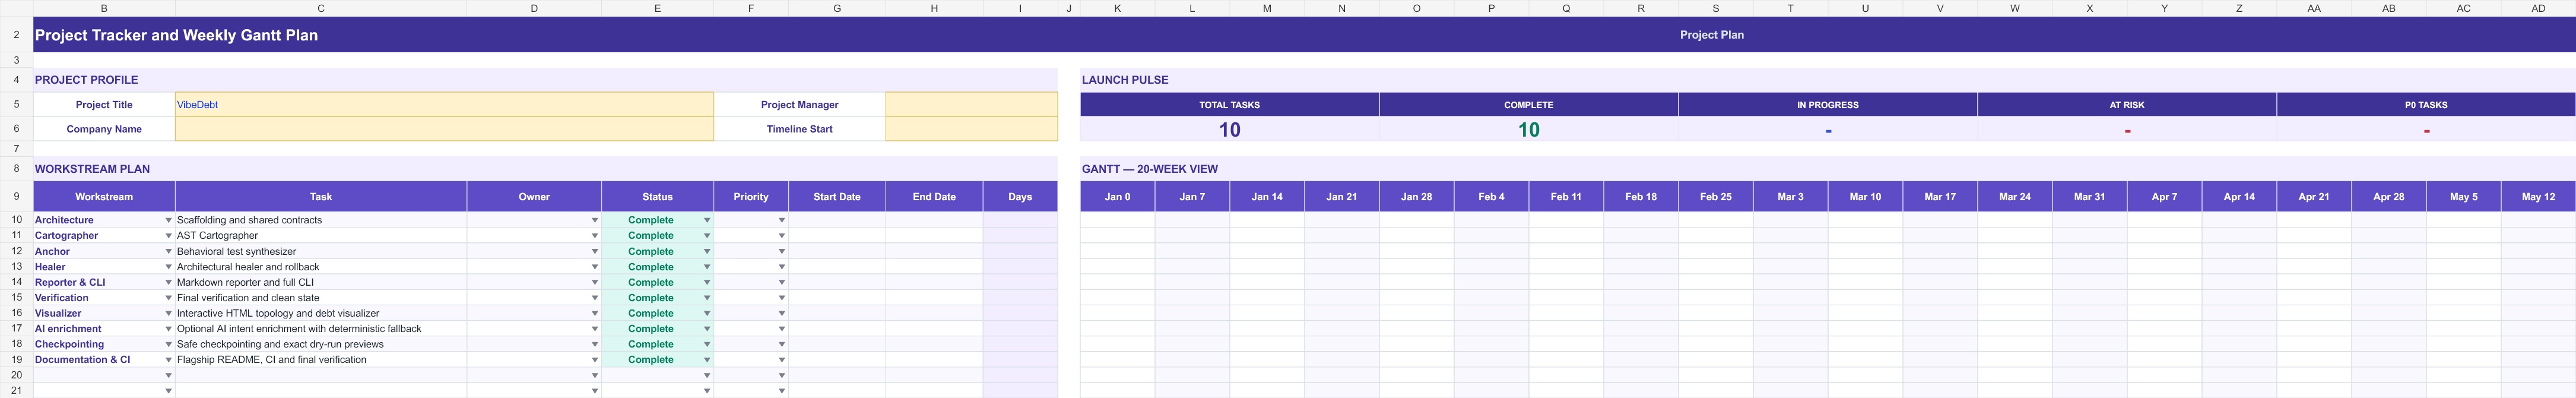 B C D E F G H I J K L M N O P Q R S T U V W X Y Z AA AB AC AD
2 Project Tracker and Weekly Gantt Plan Project Plan
3
4 PROJECT PROFILE LAUNCH PULSE
5 Project Title VibeDebt Project Manager TOTAL TASKS COMPLETE IN PROGRESS AT RISK P0 TASKS
6 Company Name Timeline Start 10 10 - - -
7
8 WORKSTREAM PLAN GANTT — 20-WEEK VIEW
9 Workstream Task Owner Status Priority Start Date End Date Days Jan 0 Jan 7 Jan 14 Jan 21 Jan 28 Feb 4 Feb 11 Feb 18 Feb 25 Mar 3 Mar 10 Mar 17 Mar 24 Mar 31 Apr 7 Apr 14 Apr 21 Apr 28 May 5 May 12
10 Architecture Scaffolding and shared contracts Complete
11 Cartographer AST Cartographer Complete
12 Anchor Behavioral test synthesizer Complete
13 Healer Architectural healer and rollback Complete
14 Reporter & CLI Markdown reporter and full CLI Complete
15 Verification Final verification and clean state Complete
16 Visualizer Interactive HTML topology and debt visualizer Complete
17 AI enrichment Optional AI intent enrichment with deterministic fallback Complete
18 Checkpointing Safe checkpointing and exact dry-run previews Complete
19 Documentation & CI Flagship README, CI and final verification Complete
20
21